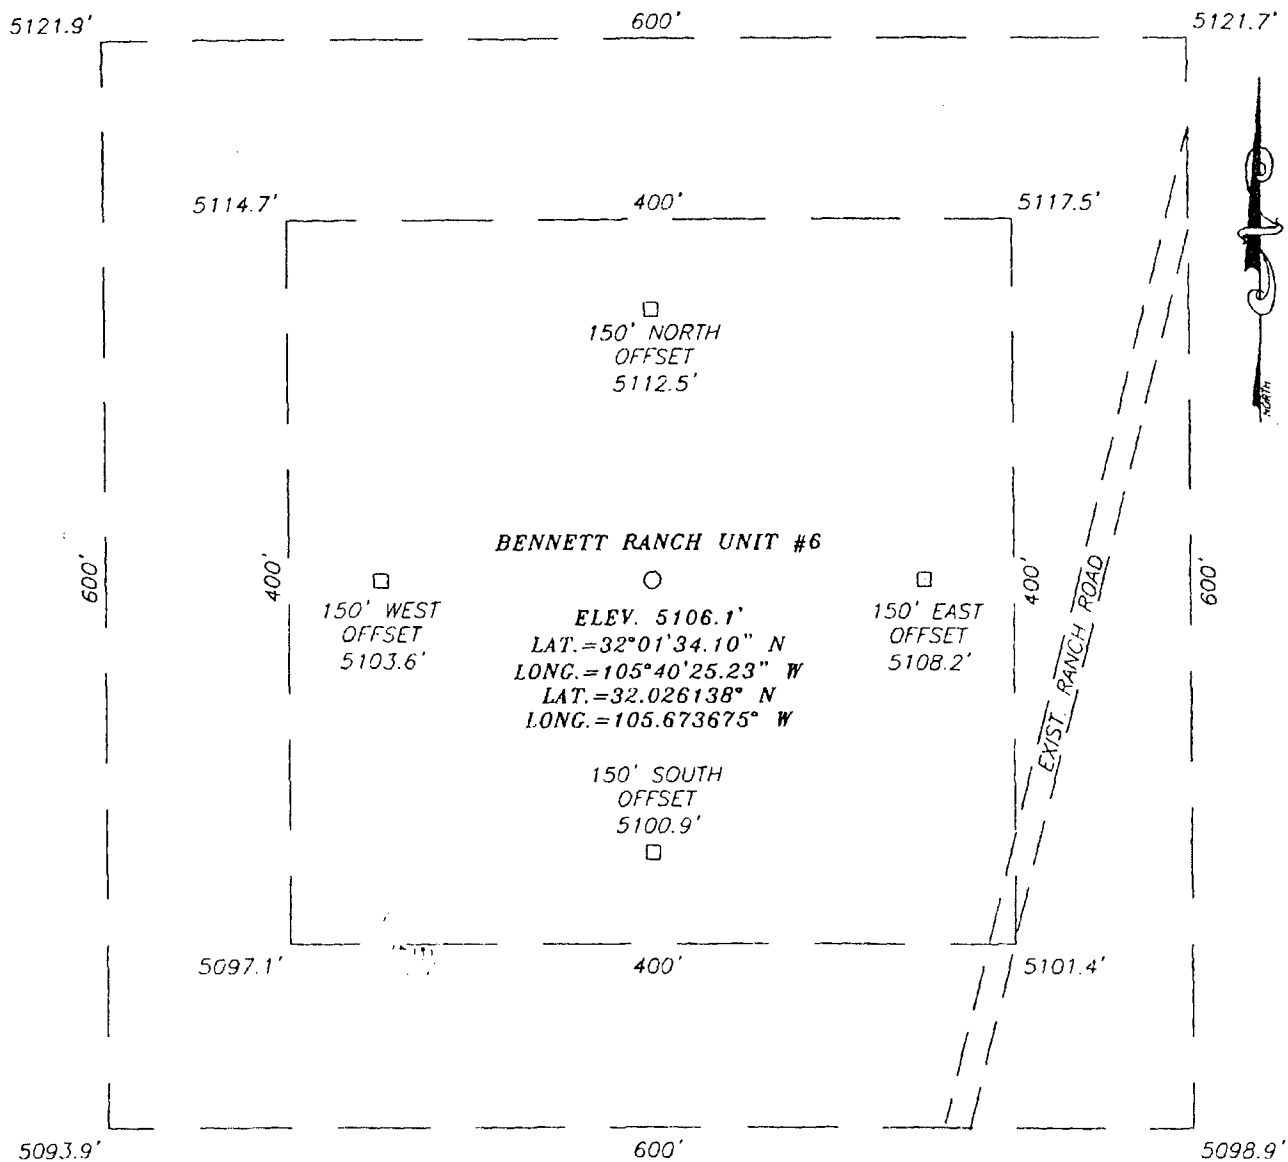 5121.9'
600'
5121.7'
5114.7'
400'
5117.5'
NORTH
150' NORTH
OFFSET
5112.5'
600'
400'
BENNETT RANCH UNIT #6
150' WEST
OFFSET
5103.6'
ELEV. 5106.1'
LAT.=32°01'34.10" N
LONG.=105°40'25.23" W
LAT.=32.026138° N
LONG.=105.673675° W
150' EAST
OFFSET
5108.2'
400'
EXIST. RANCH ROAD
600'
150' SOUTH
OFFSET
5100.9'
5097.1'
400'
5101.4'
5093.9'
600'
5098.9'